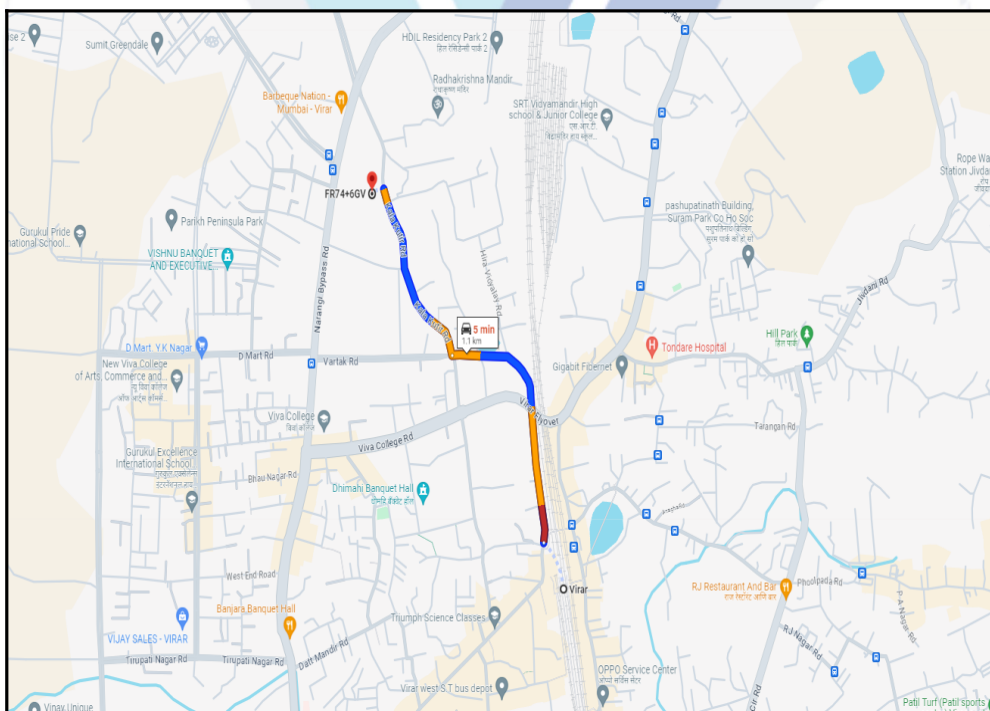 Sumit Greendale
HDIL Residency Park 2
हिल रेसिडेन्सी पार्क 2
Radhakrishna Mandir
Barbeque Nation -
Mumbai - Virar
SRT Vidyamandir High
school & Junior College
एस.आर.टी.
Rope Wa
Station Jivda
FR74+6GV
pashupatinath Building,
Suram Park Co Ho Soc
Parikh Peninsula Park
Gurukul Pride
national School...
VISHNU BANQUET
AND EXECUTIVE...
Narangi Bypass Rd
Hira Vidyalay Rd
Jivdani Rd
5 min
1.1 km
D Mart. Y.K Nagar
D Mart Rd
Vartak Rd
Hill Park
हिल पार्क
Tondare Hospital
Gigabit Fibernet
New Viva College
of Arts, Commerce and...
Viva College
विवा कॉलेज
Viva College Rd
Tarangan Rd
Gurukul Excellence
International School...
Bhau Nagar Rd
Dhimahi Banquet Hall
West End Road
Virar
RJ Restaurant And Bar
Phoolpada Rd
P A Nagar Rd
RJ Nagar Rd
Banjara Banquet Hall
Triumph Science Classes
VIJAY SALES - VIRAR
Tirupati Nagar Rd
Tirupati Nagar Rd
Datt Mandir Rd
OPPO Service Center
Virar west S.T bus depot
Cir Rd
Vinay Unique
Patil Turf (Patil sports